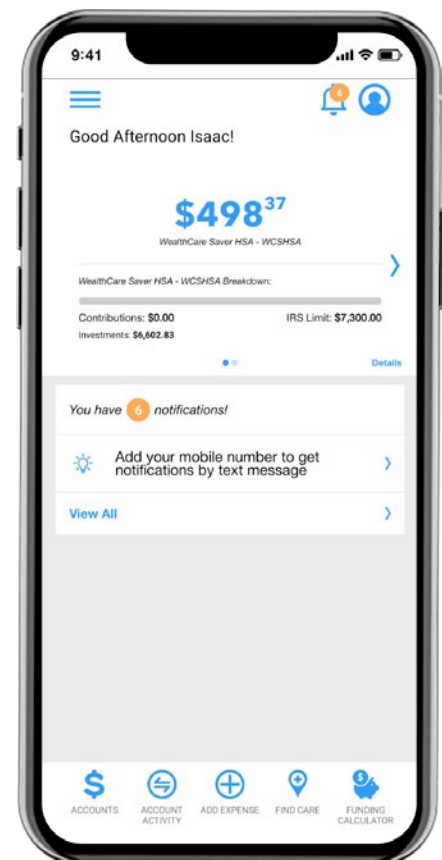 9:41
6
Good Afternoon Isaac!
$498 37
WealthCare Saver HSA - WCSHSA
WealthCare Saver HSA - WCSHSA Breakdown:
Contributions: $0.00 IRS Limit: $7,300.00
Investments: $6,602.83
Details
You have 6 notifications!
Add your mobile number to get
notifications by text message
View All
$ $
ACCOUNTS ACCOUNT ADD EXPENSE FIND CARE FUNDING
ACTIVITY CALCULATOR